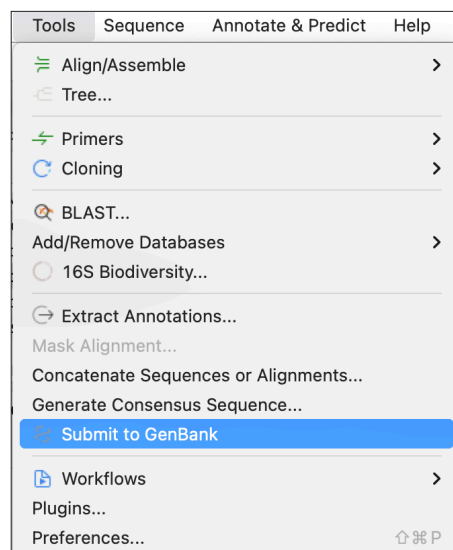 Tools Sequence Annotate & Predict Help
Align/Assemble
Tree...
Primers
Cloning
BLAST...
Add/Remove Databases
16S Biodiversity...
Extract Annotations...
Mask Alignment...
Concatenate Sequences or Alignments...
Generate Consensus Sequence...
Submit to GenBank
Workflows
Plugins...
Preferences... ⇧⌘P